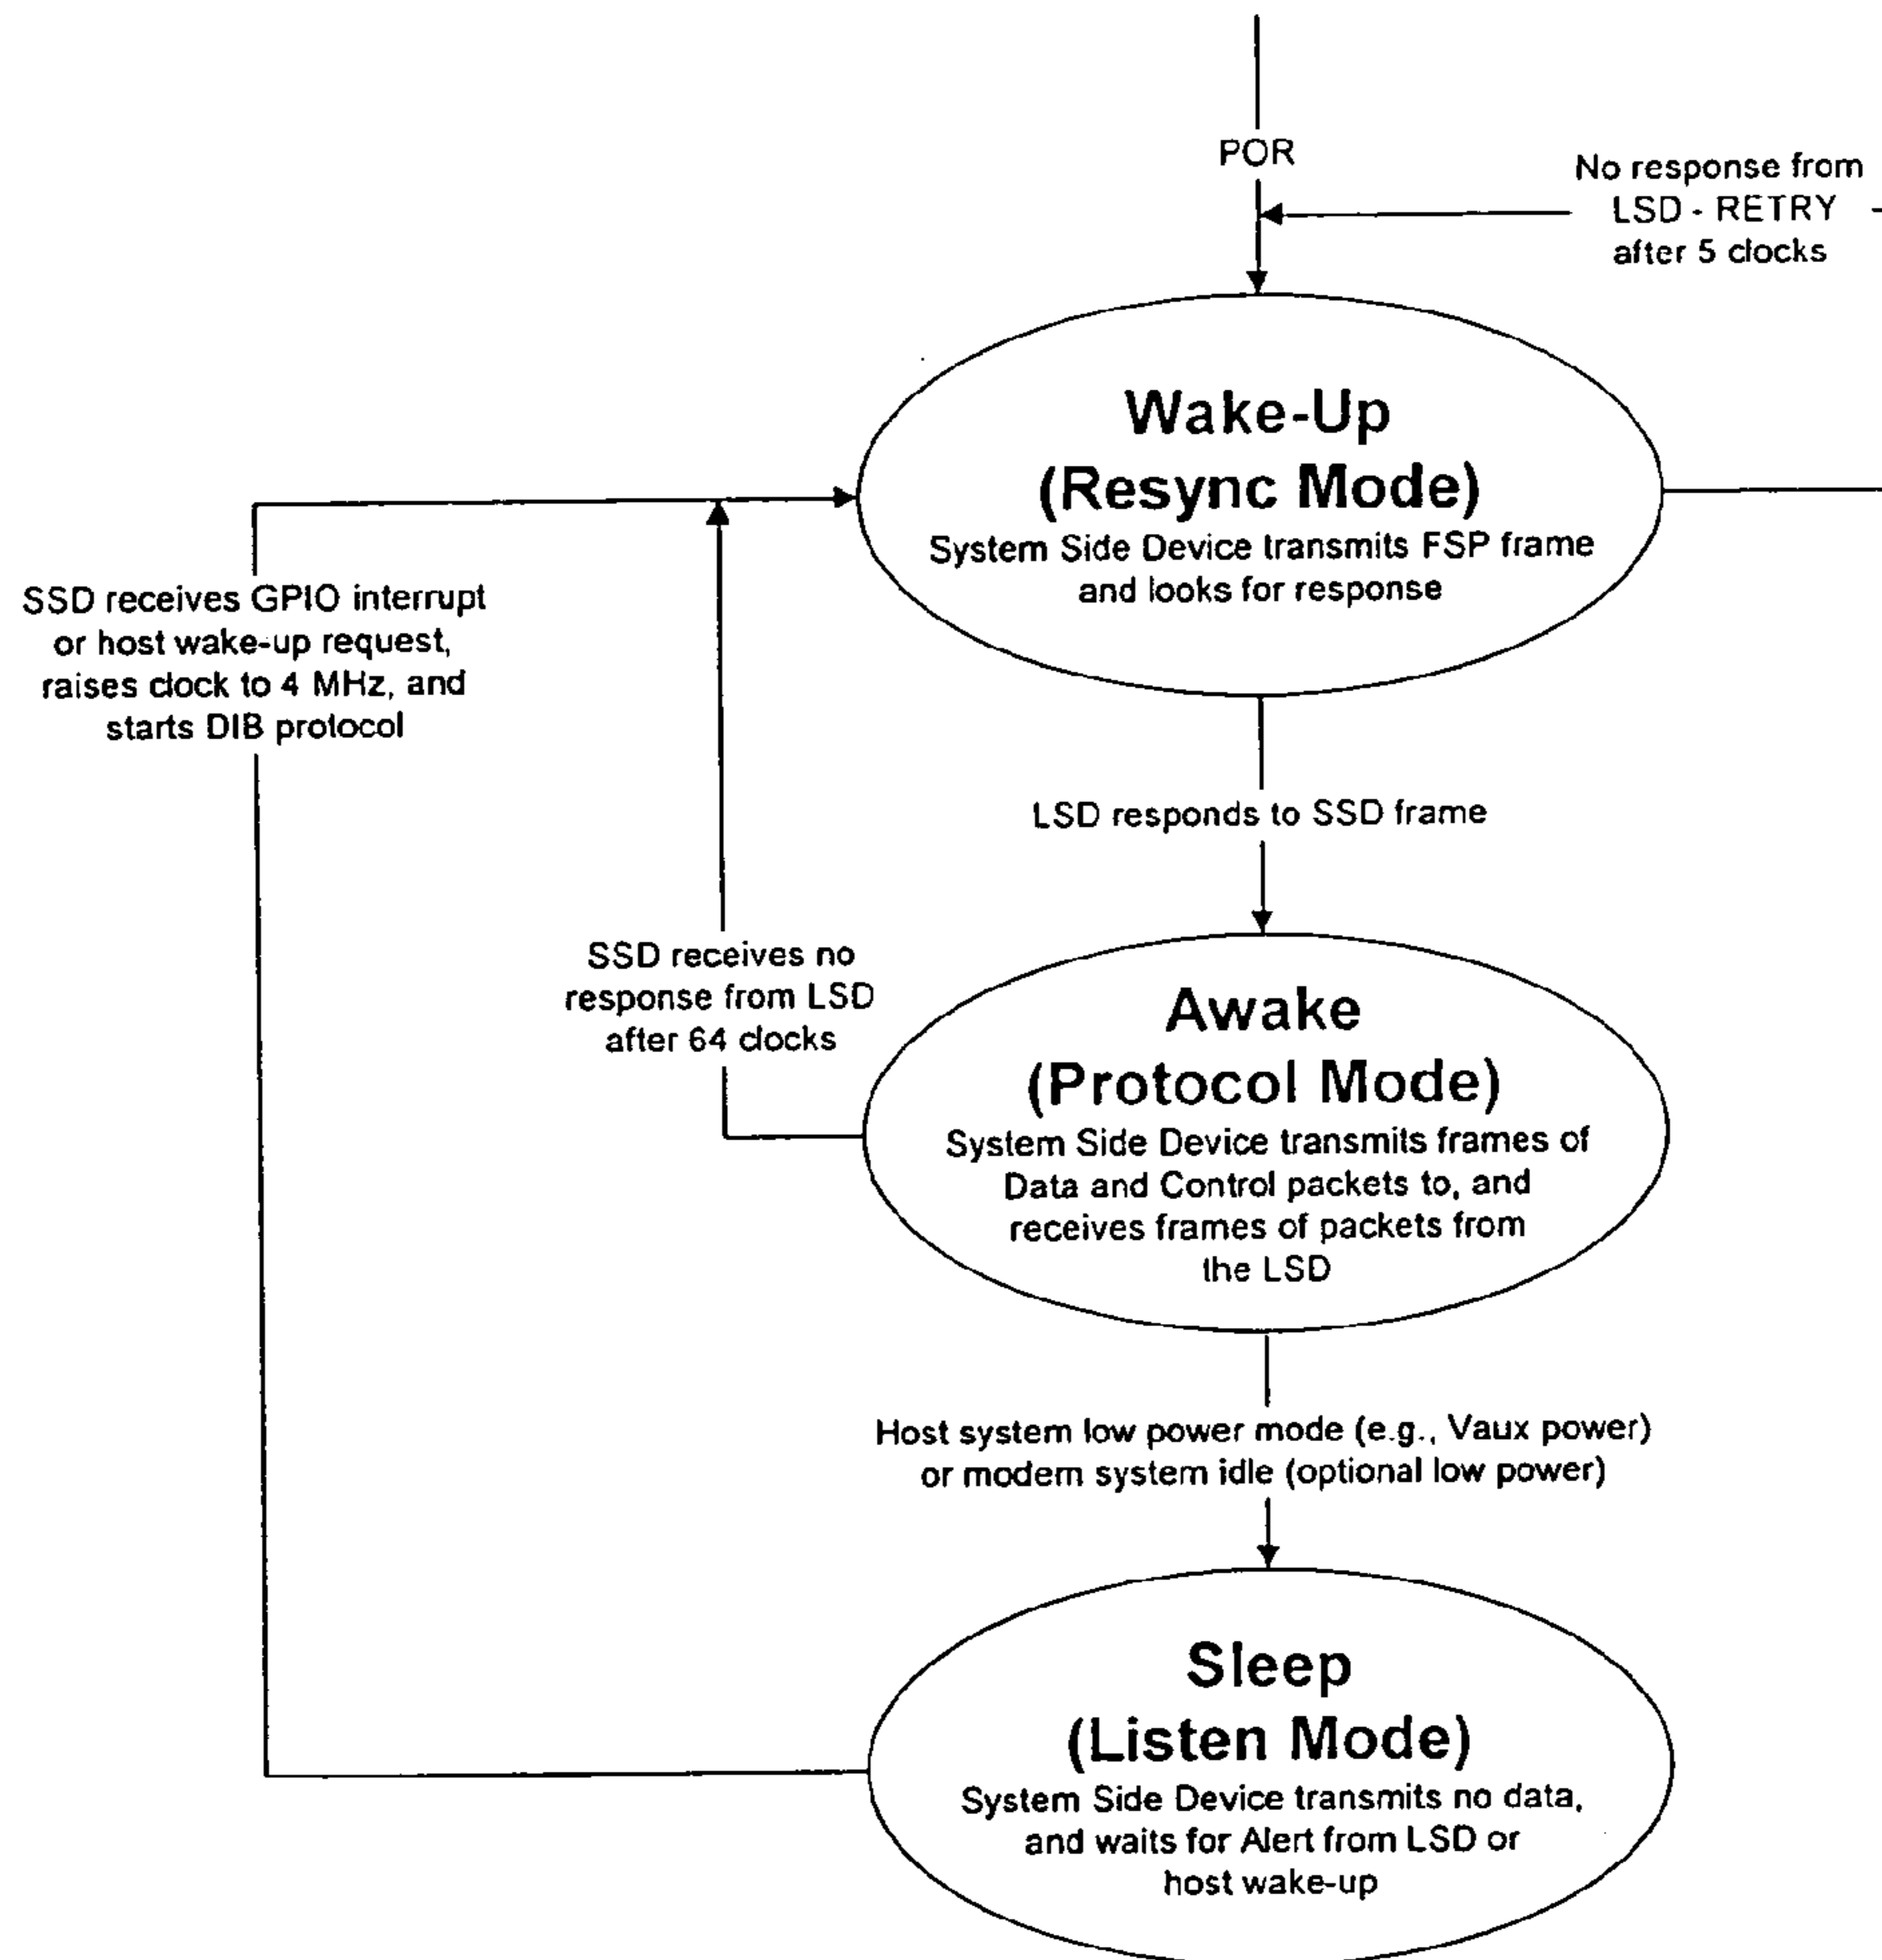 POR
No response from
LSD - RETRY
after 5 clocks
Wake-Up
(Resync Mode)
System Side Device transmits FSP frame
and looks for response
SSD receives GPIO interrupt
or host wake-up request,
raises clock to 4 MHz, and
starts DIB protocol
LSD responds to SSD frame
SSD receives no
response from LSD
after 64 clocks
Awake
(Protocol Mode)
System Side Device transmits frames of
Data and Control packets to, and
receives frames of packets from
the LSD
Host system low power mode (e.g., Vaux power)
or modem system idle (optional low power)
Sleep
(Listen Mode)
System Side Device transmits no data,
and waits for Alert from LSD or
host wake-up